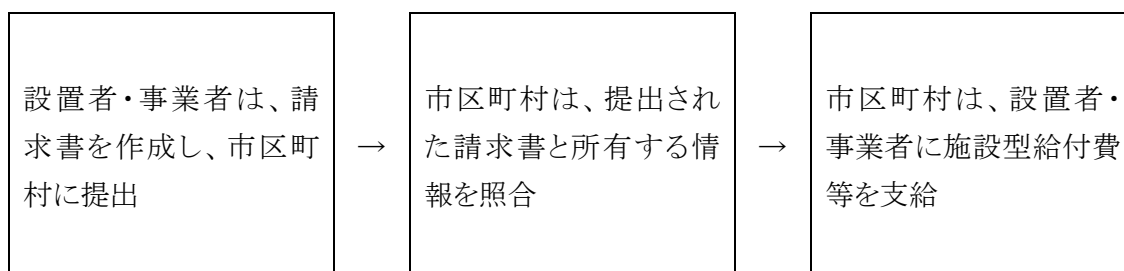 設置者・事業者は、請
求書を作成し、市区町
村に提出
→
市区町村は、提出され
た請求書と所有する情
報を照合
→
市区町村は、設置者・
事業者に施設型給付費
等を支給